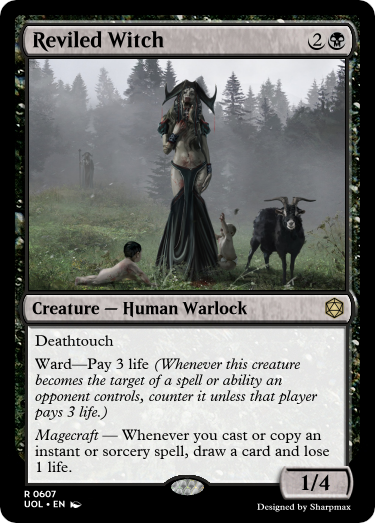 Reviled Witch 2
Creature — Human Warlock
Deathtouch
Ward—Pay 3 life (Whenever this creature
becomes the target of a spell or ability an
opponent controls, counter it unless that player
pays 3 life.)
Magecraft — Whenever you cast or copy an
instant or sorcery spell, draw a card and lose
1 life.
1/4
R 0607
UOL • EN
Designed by Sharpmax